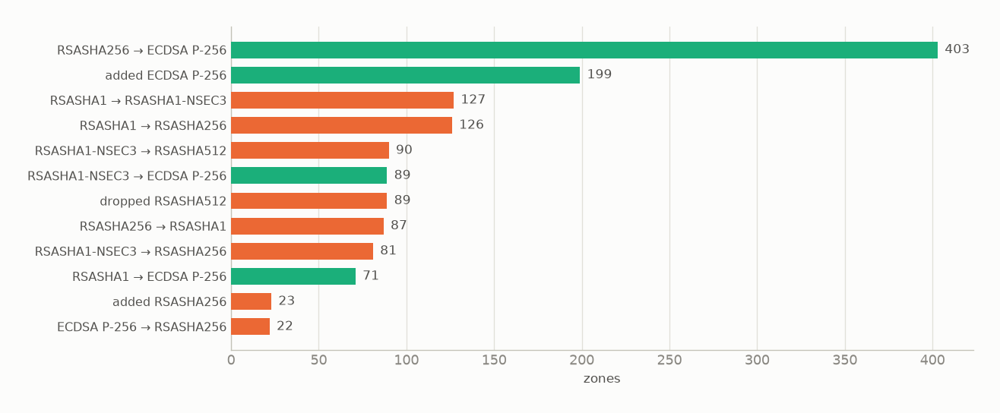 RSASHA256 → ECDSA P-256 403
added ECDSA P-256 199
RSASHA1 → RSASHA1-NSEC3 127
RSASHA1 → RSASHA256 126
RSASHA1-NSEC3 → RSASHA512 90
RSASHA1-NSEC3 → ECDSA P-256 89
dropped RSASHA512 89
RSASHA256 → RSASHA1 87
RSASHA1-NSEC3 → RSASHA256 81
RSASHA1 → ECDSA P-256 71
added RSASHA256 23
ECDSA P-256 → RSASHA256 22
0 50 100 150 200 250 300 350 400
zones